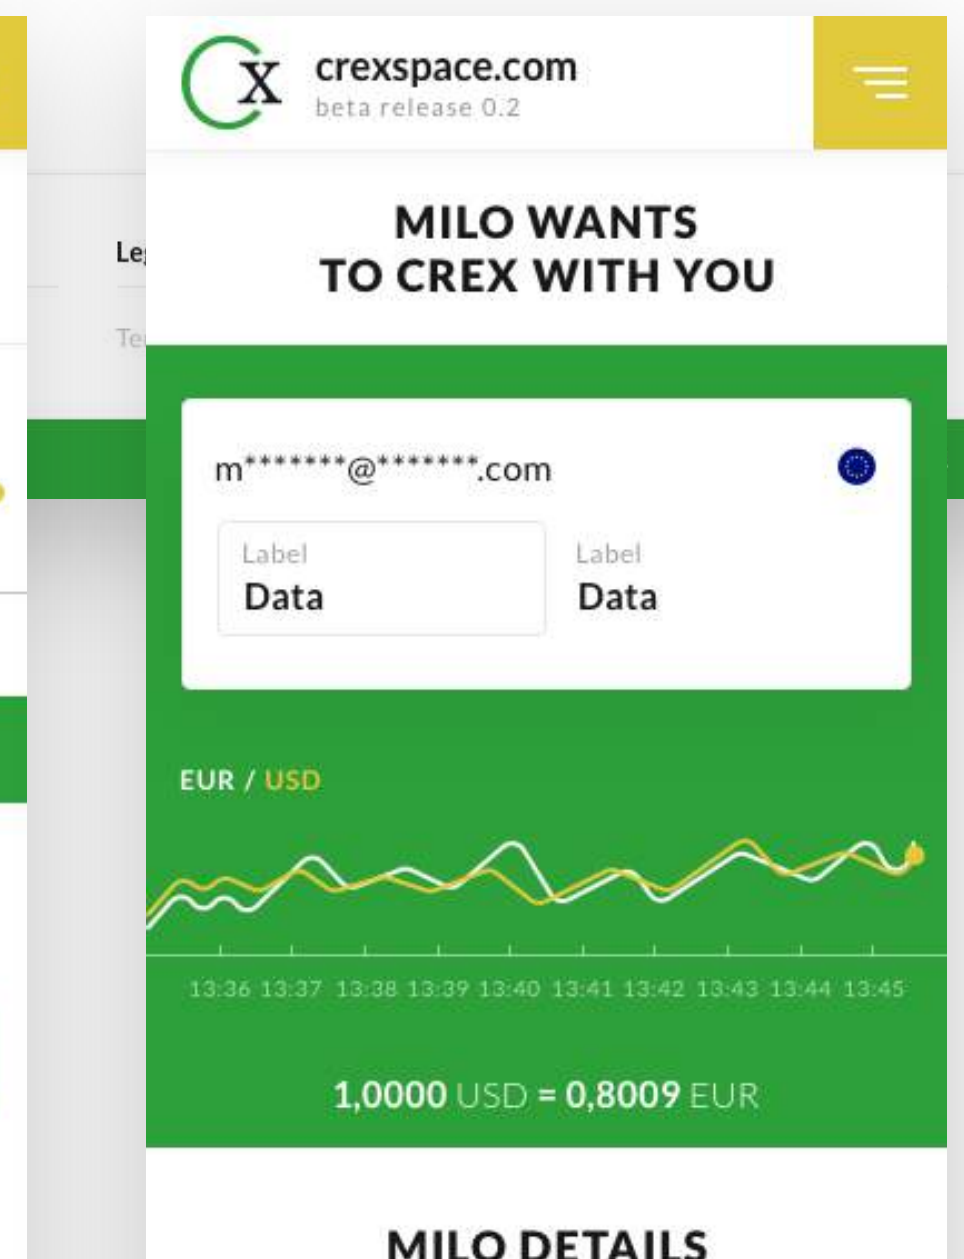 Cx
crexspace.com
beta release 0.2
MILO WANTS
TO CREX WITH YOU
m*******@*******.com
Label
Data
Label
Data
EUR / USD
13:36 13:37 13:38 13:39 13:40 13:41 13:42 13:43 13:44 13:45
1,0000 USD = 0,8009 EUR
MILO DETAILS